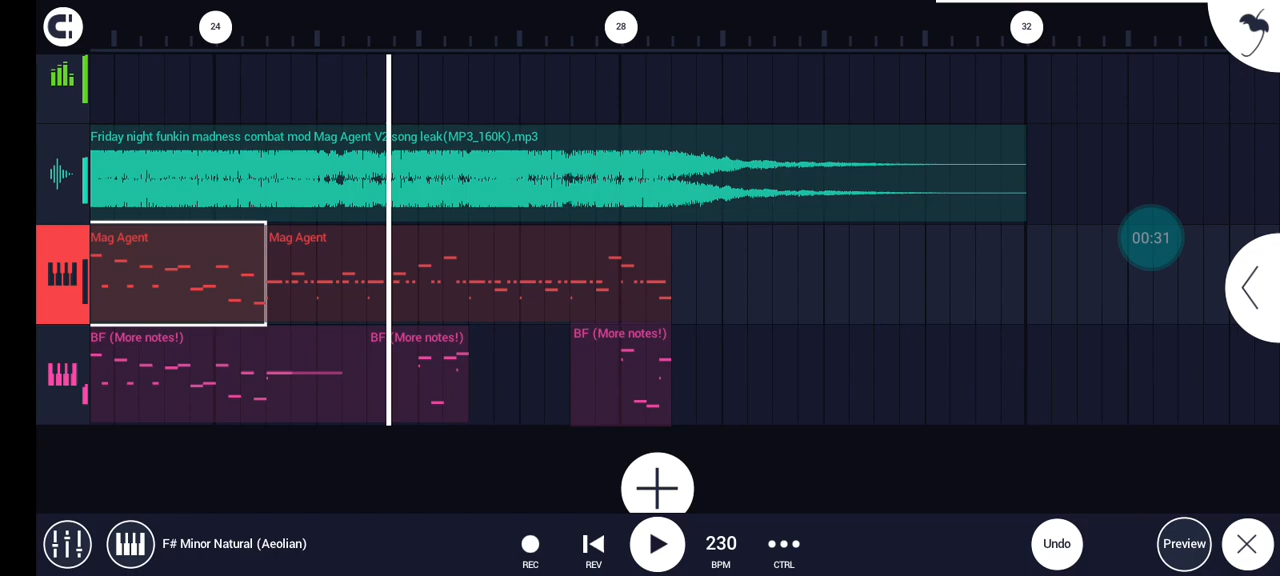 24
28
32
Friday night funkin madness combat mod Mag Agent V2 song leak(MP3_160K).mp3
Mag Agent
Mag Agent
00:31
BF (More notes!)
BF (More notes!)
BF (More notes!)
F# Minor Natural (Aeolian)
REC
REV
230
BPM
CTRL
Undo
Preview